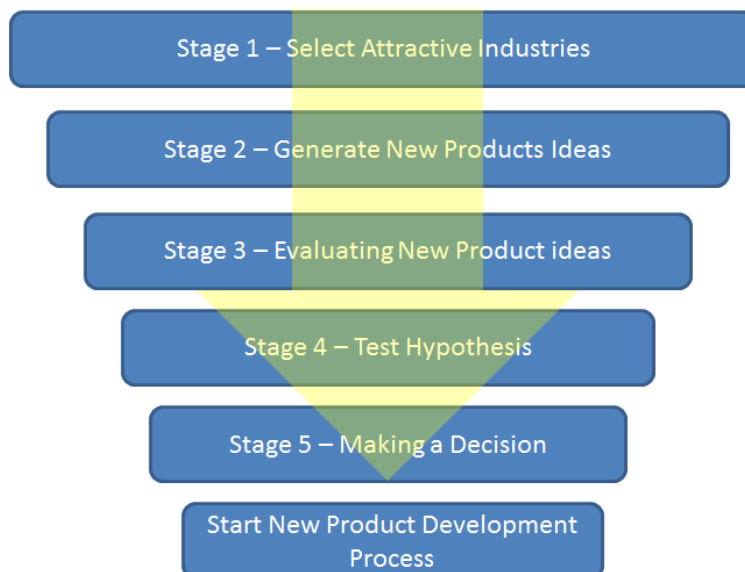 Stage 1 – Select Attractive Industries
Stage 2 – Generate New Products Ideas
Stage 3 – Evaluating New Product ideas
Stage 4 – Test Hypothesis
Stage 5 – Making a Decision
Start New Product Development
Process